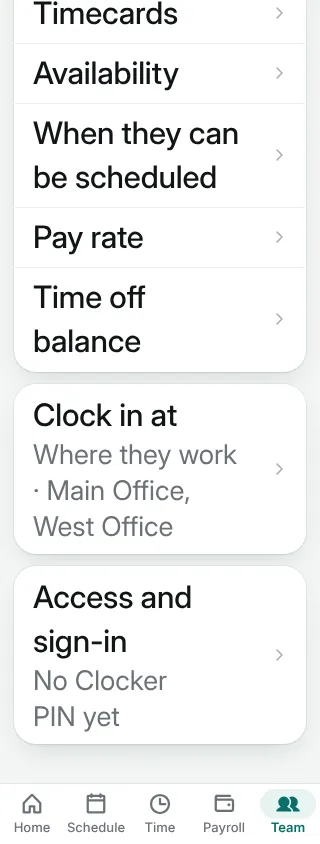 Timecards
Availability
When they can
be scheduled
Pay rate
Time off
balance
Clock in at
Where they work
· Main Office,
West Office
Access and
sign-in
No Clocker
PIN yet
Home
Schedule
Time
Payroll
Team